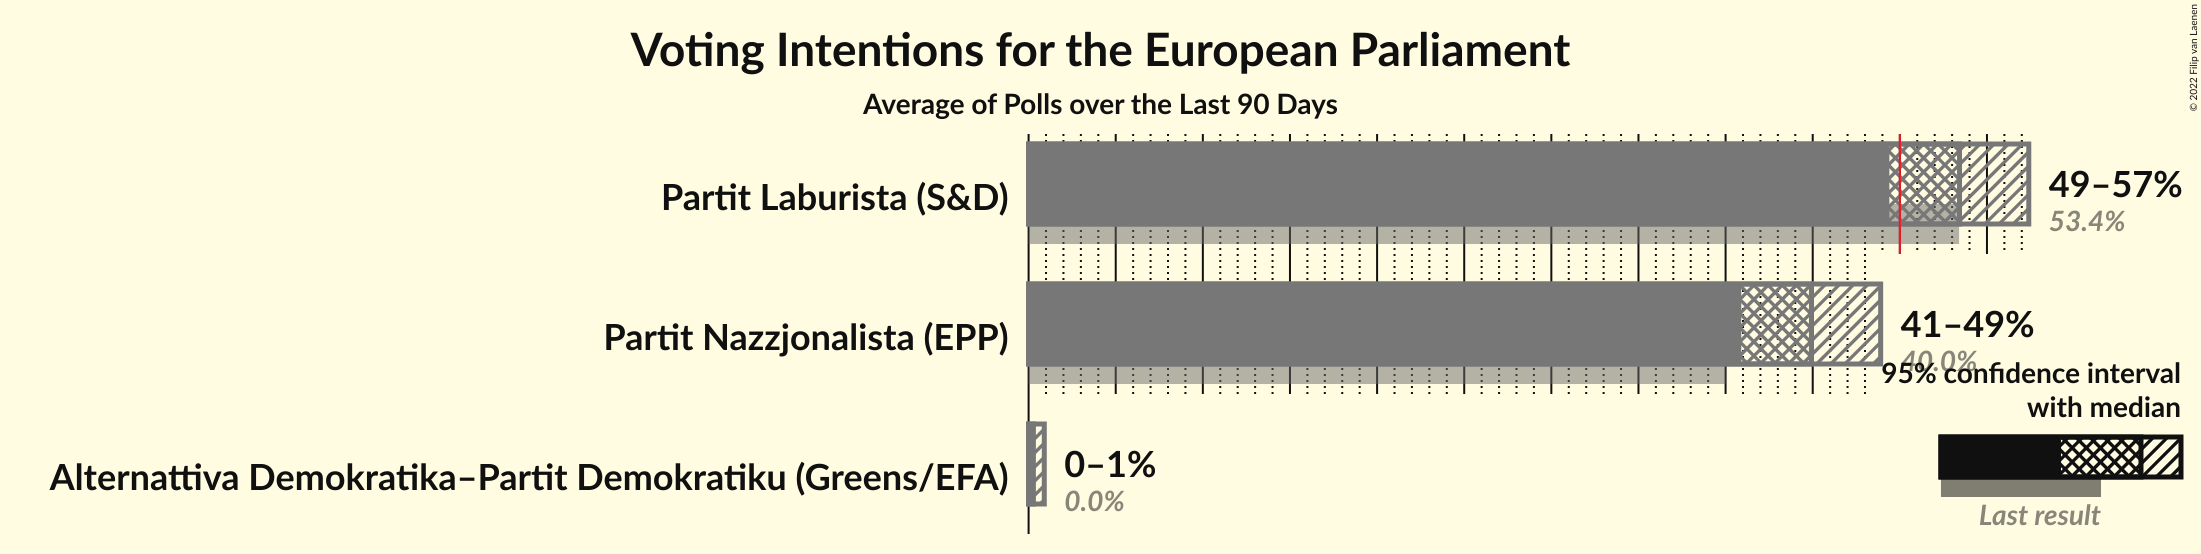 Voting Intentions for the European Parliament
Average of Polls over the Last 90 Days
© 2022 Filip van Laenen
Partit Laburista (S&D)
49–57%
53.4%
Partit Nazzjonalista (EPP)
41–49%
40.0%
95% confidence interval
with median
Alternattiva Demokratika–Partit Demokratiku (Greens/EFA)
0–1%
0.0%
Last result